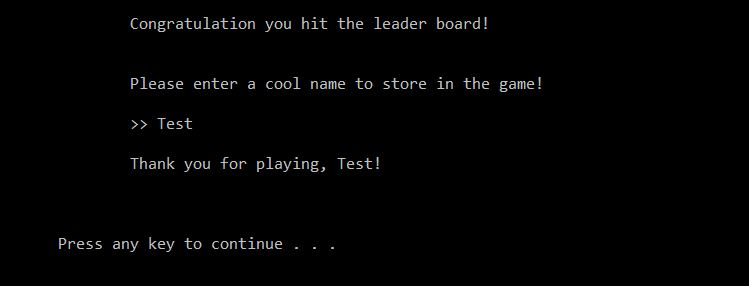 Congratulation you hit the leader board!
Please enter a cool name to store in the game!
>> Test
Thank you for playing, Test!
Press any key to continue . . .